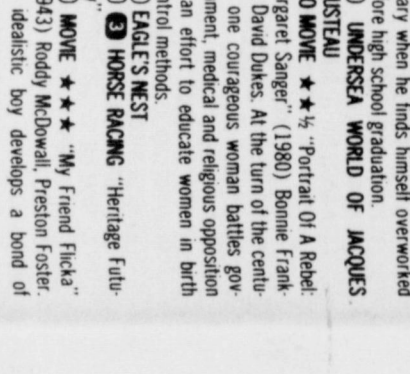 ary when he finds himself overworked
ore high school graduation.
) UNDERSEA WORLD OF JACQUES
USTEAU
O MOVIE ★★½ "Portrait Of A Rebel:
rgaret Sanger" (1980) Bonnie Frank-
David Dukes. At the turn of the centu
one courageous woman battles gov-
ment, medical and religious opposition
an effort to educate women in birth
ntrol methods.
) EAGLE'S NEST
) 3 HORSE RACING "Heritage Futu-
"
) MOVIE ★★★ "My Friend Flicka"
943) Roddy McDowall, Preston Foster.
idealistic boy develops a bond of